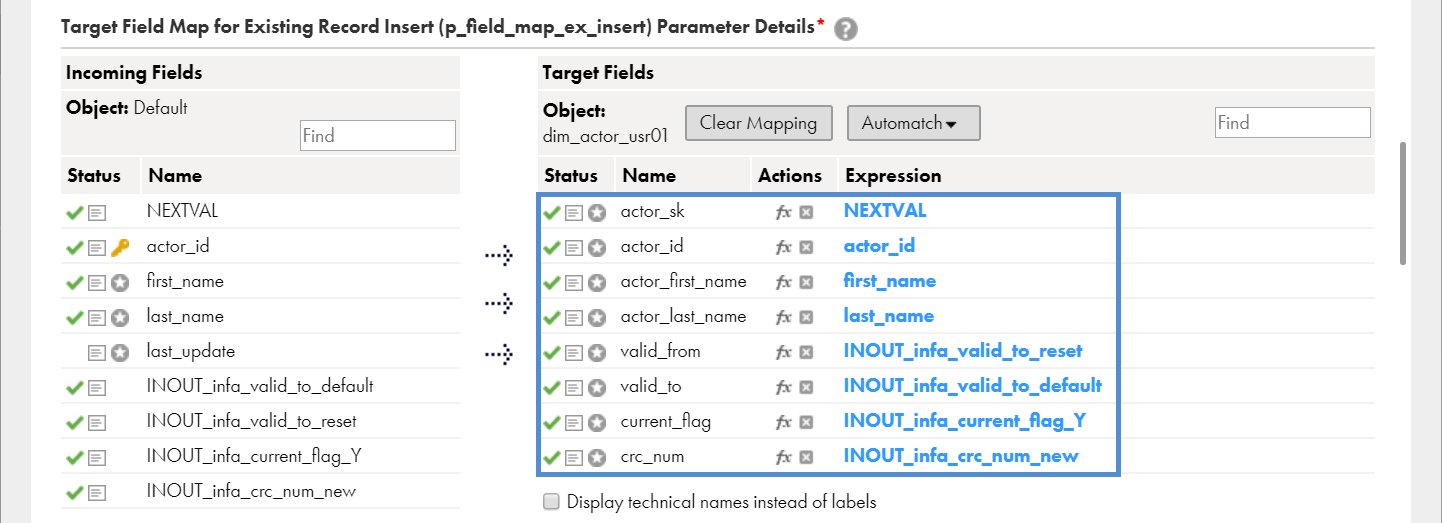 Target Field Map for Existing Record Insert (p_field_map_ex_insert) Parameter Details* ?
Incoming Fields
Object: Default
Find
Status Name
NEXTVAL
actor_id
first_name
last_name
last_update
INOUT_infa_valid_to_default
INOUT_infa_valid_to_reset
INOUT_infa_current_flag_Y
INOUT_infa_crc_num_new
Target Fields
Object:
dim_actor_usr01
Clear Mapping
Automatch
Find
Status Name Actions Expression
actor_sk fx NEXTVAL
actor_id fx actor_id
actor_first_name fx first_name
actor_last_name fx last_name
valid_from fx INOUT_infa_valid_to_reset
valid_to fx INOUT_infa_valid_to_default
current_flag fx INOUT_infa_current_flag_Y
crc_num fx INOUT_infa_crc_num_new
Display technical names instead of labels